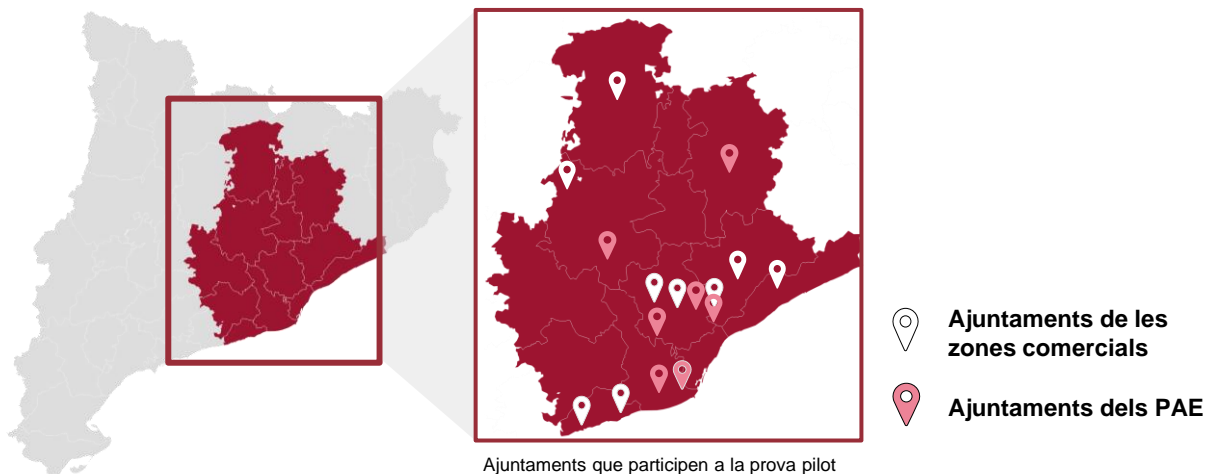 Ajuntaments de les
zones comercials
Ajuntaments dels PAE
Ajuntaments que participen a la prova pilot